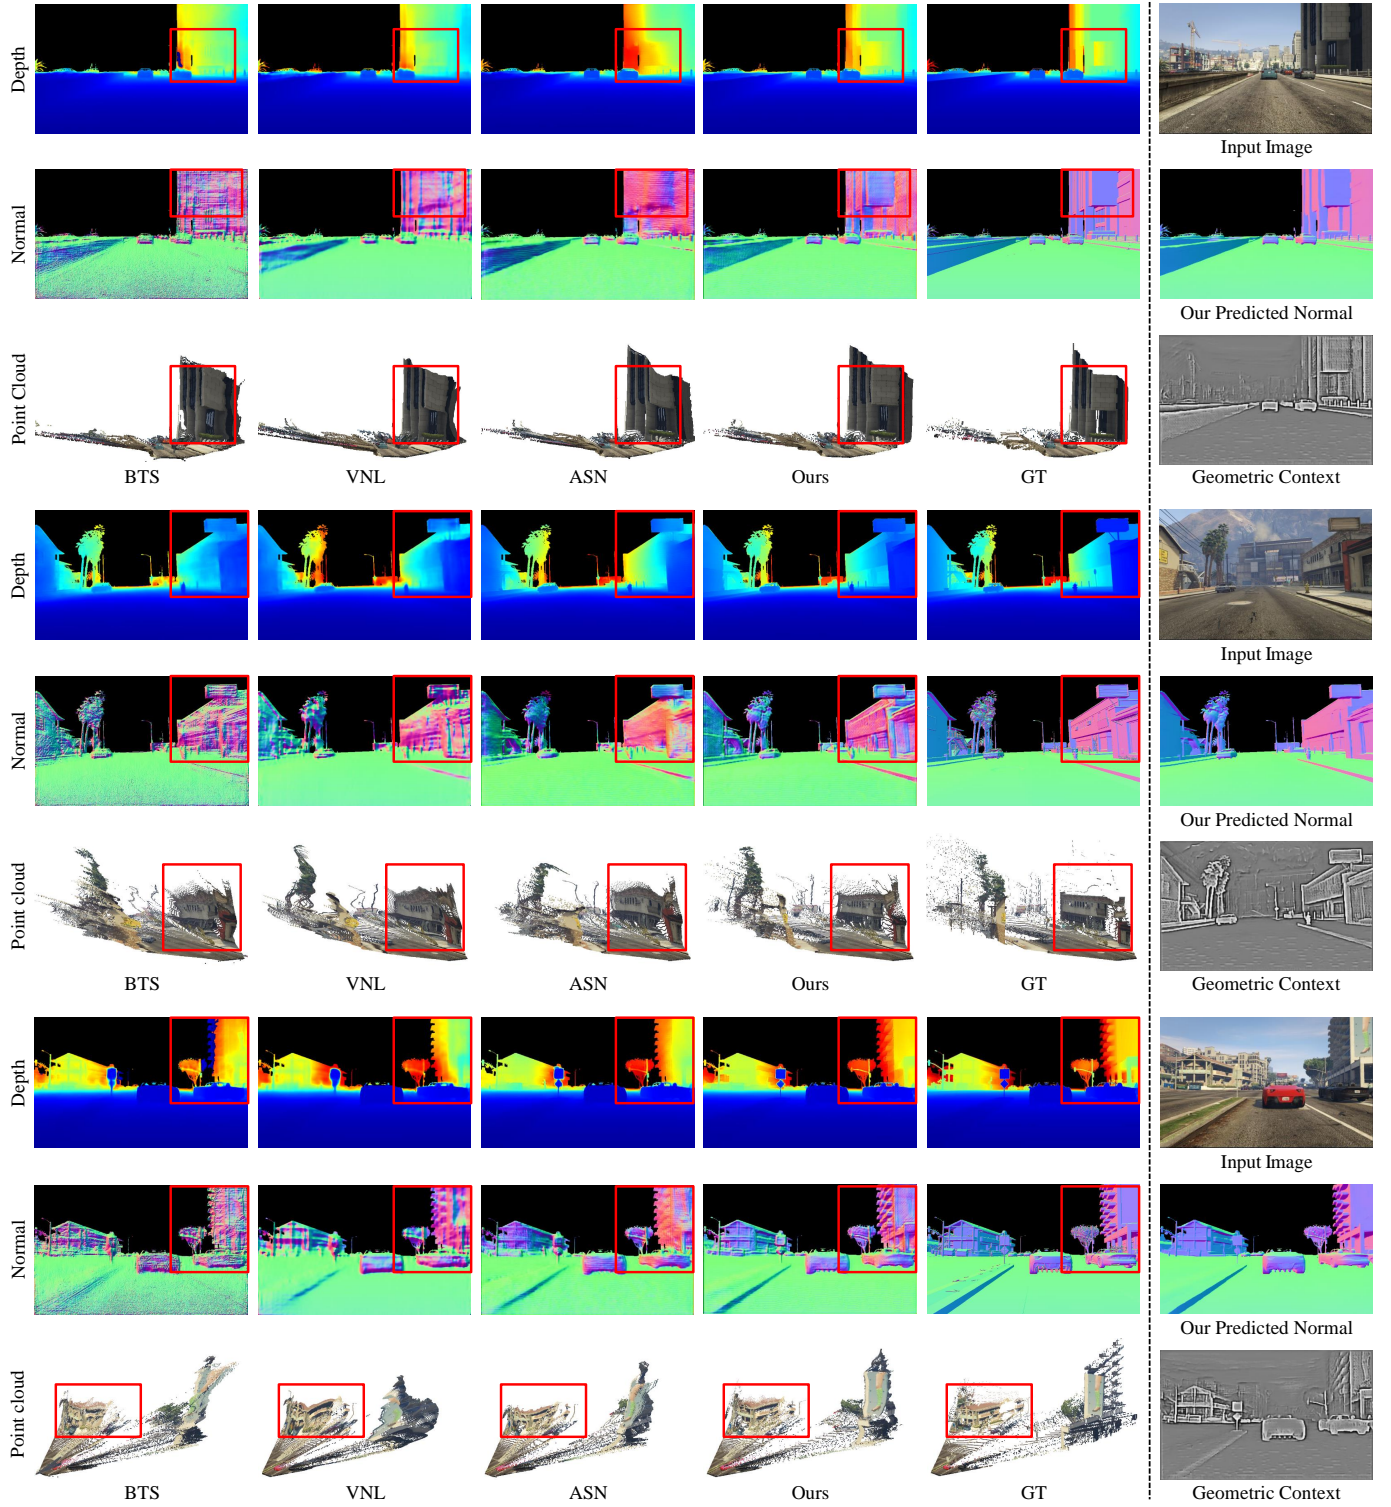 Depth
Input Image
Normal
Our Predicted Normal
Point Cloud
BTS VNL ASN Ours GT Geometric Context
Depth
Input Image
Normal
Our Predicted Normal
Point cloud
BTS VNL ASN Ours GT Geometric Context
Depth
Input Image
Normal
Our Predicted Normal
Point cloud
BTS VNL ASN Ours GT Geometric Context